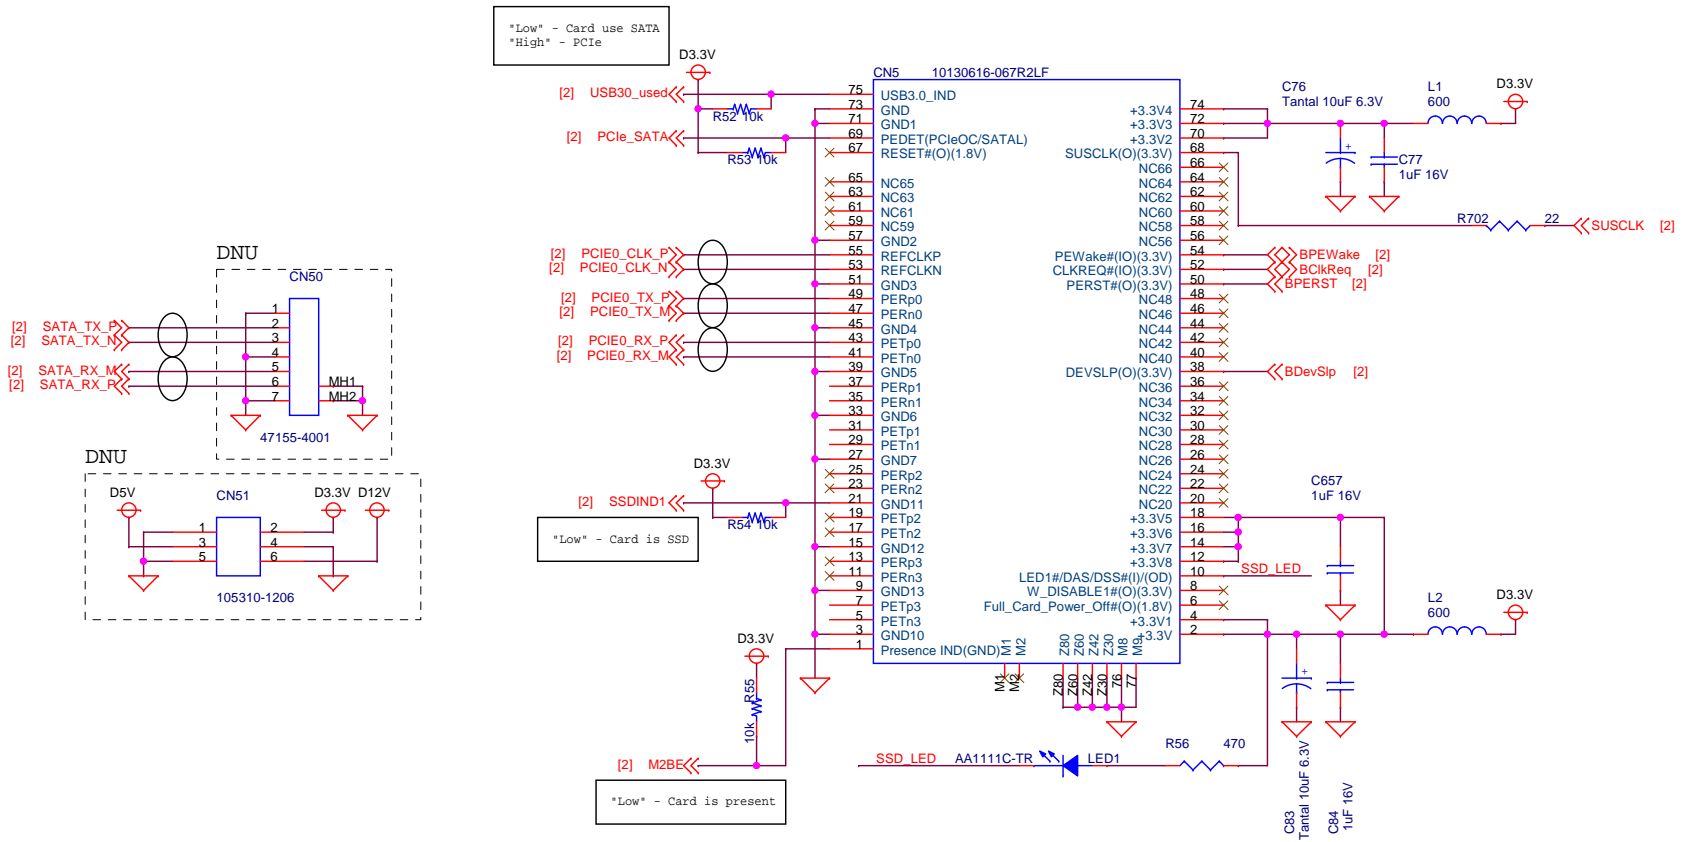 "Low" - Card use SATA
"High" - PCIe
D3.3V
CN5 10130616-067R2LF
[2] USB30_used
R52 10k
[2] PCIe_SATA
R53 10k
75 USB3.0_IND
73 GND
71 GND1
69 PEDET(PCIeOC/SATAL)
67 RESET#(O)(1.8V)
65 NC65
63 NC63
61 NC61
59 NC59
57 GND2
55 REFCLKP
53 REFCLKN
51 GND3
49 PERp0
47 PERn0
45 GND4
43 PETp0
41 PETn0
39 GND5
37 PERp1
35 PERn1
33 GND6
31 PETp1
29 PETn1
27 GND7
25 PERp2
23 PERn2
21 GND11
19 PETp2
17 PETn2
15 GND12
13 PERp3
11 PERn3
9 GND13
7 PETp3
5 PETn3
3 GND10
1 Presence IND(GND)
+3.3V4 74
+3.3V3 72
+3.3V2 70
SUSCLK(O)(3.3V) 68
NC66 66
NC64 64
NC62 62
NC60 60
NC58 58
NC56 56
PEWake#(IO)(3.3V) 54
CLKREQ#(IO)(3.3V) 52
PERST#(O)(3.3V) 50
NC48 48
NC46 46
NC44 44
NC42 42
NC40 40
DEVSLP(O)(3.3V) 38
NC36 36
NC34 34
NC32 32
NC30 30
NC28 28
NC26 26
NC24 24
NC22 22
NC20 20
+3.3V5 18
+3.3V6 16
+3.3V7 14
+3.3V8 12
LED1#/DAS/DSS#(I)/(OD) 10
W_DISABLE1#(O)(3.3V) 8
Full_Card_Power_Off#(O)(1.8V) 6
+3.3V1 4
+3.3V 2
M1 M2 Z80 Z60 Z42 Z30 M8 M9
M1 M2 Z80 Z60 Z42 Z30 76 77
[2] PCIE0_CLK_P
[2] PCIE0_CLK_N
[2] PCIE0_TX_P
[2] PCIE0_TX_M
[2] PCIE0_RX_P
[2] PCIE0_RX_M
D3.3V
[2] SSDIND1
R54 10k
"Low" - Card is SSD
D3.3V
R55
10k
[2] M2BE
"Low" - Card is present
C76
Tantal 10uF 6.3V
+
C77
1uF 16V
L1
600
D3.3V
R702 22
SUSCLK [2]
BPEWake [2]
BClkReq [2]
BPERST [2]
BDevSlp [2]
C657
1uF 16V
SSD_LED
L2
600
D3.3V
+
C83
Tantal 10uF 6.3V
C84
1uF 16V
SSD_LED AA1111C-TR LED1
R56 470
DNU
CN50
1
2
3
4
5
6
7
MH1
MH2
47155-4001
[2] SATA_TX_P
[2] SATA_TX_N
[2] SATA_RX_M
[2] SATA_RX_P
DNU
D5V CN51 D3.3V D12V
1 2
3 4
5 6
105310-1206